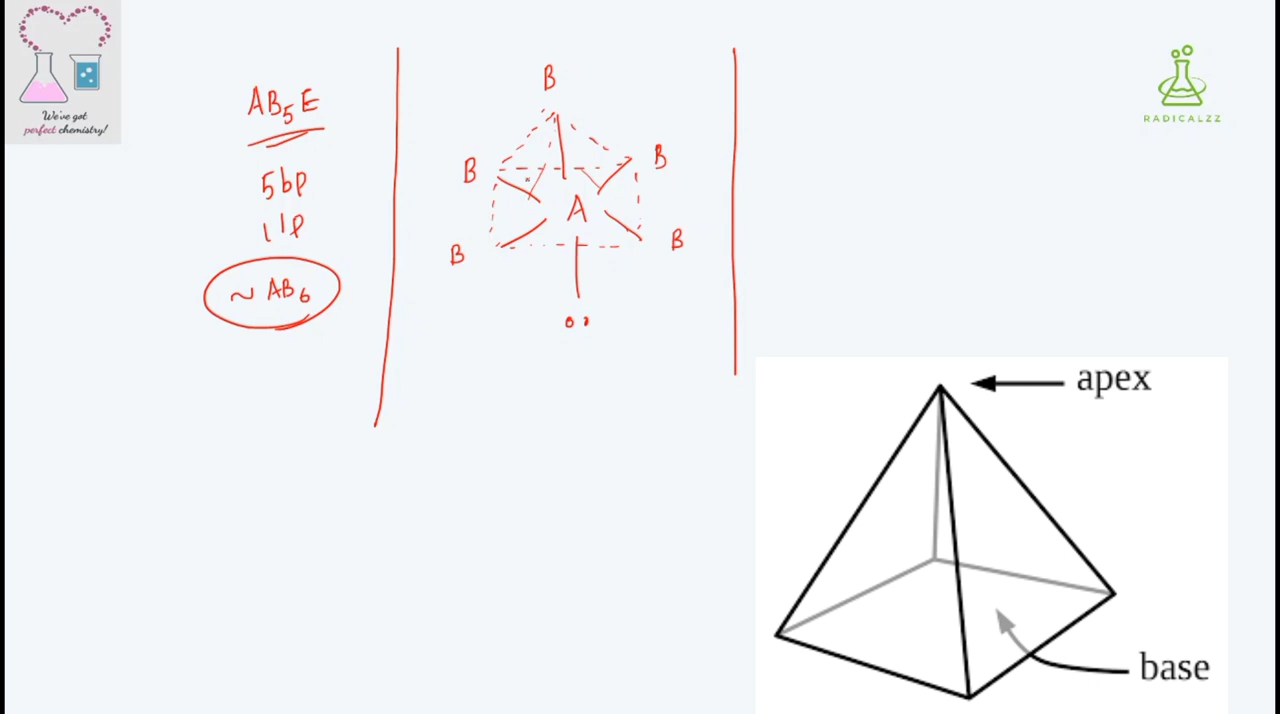 We've got
perfect chemistry!
AB₅E
5bp
1lp
~ AB₆
B
B
B
A
B
B
RADICALZZ
apex
base